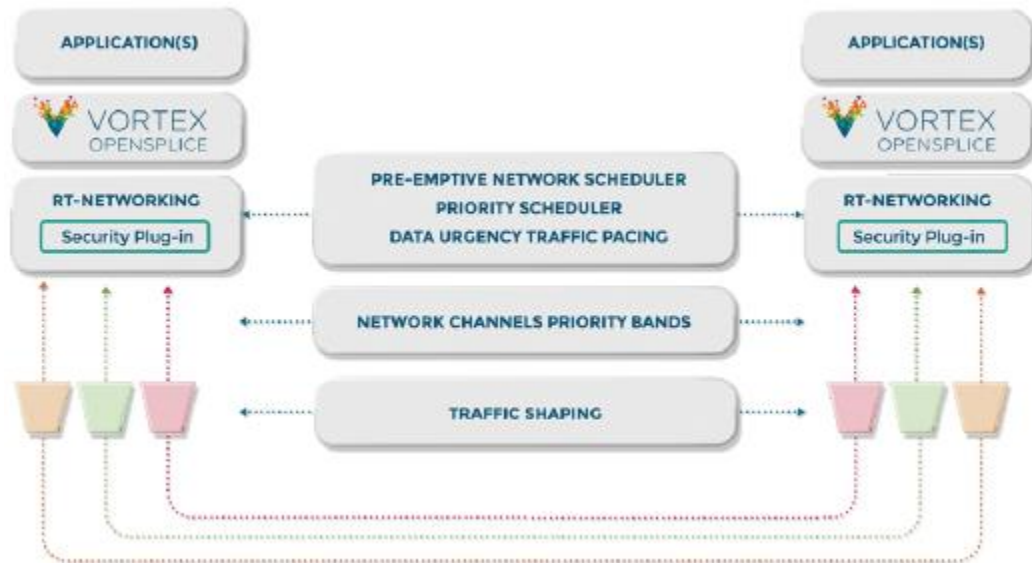 APPLICATION(S)
VORTEX
OPENSPLICE
RT-NETWORKING
Security Plug-in
PRE-EMPTIVE NETWORK SCHEDULER
PRIORITY SCHEDULER
DATA URGENCY TRAFFIC PACING
NETWORK CHANNELS PRIORITY BANDS
TRAFFIC SHAPING
APPLICATION(S)
VORTEX
OPENSPLICE
RT-NETWORKING
Security Plug-in